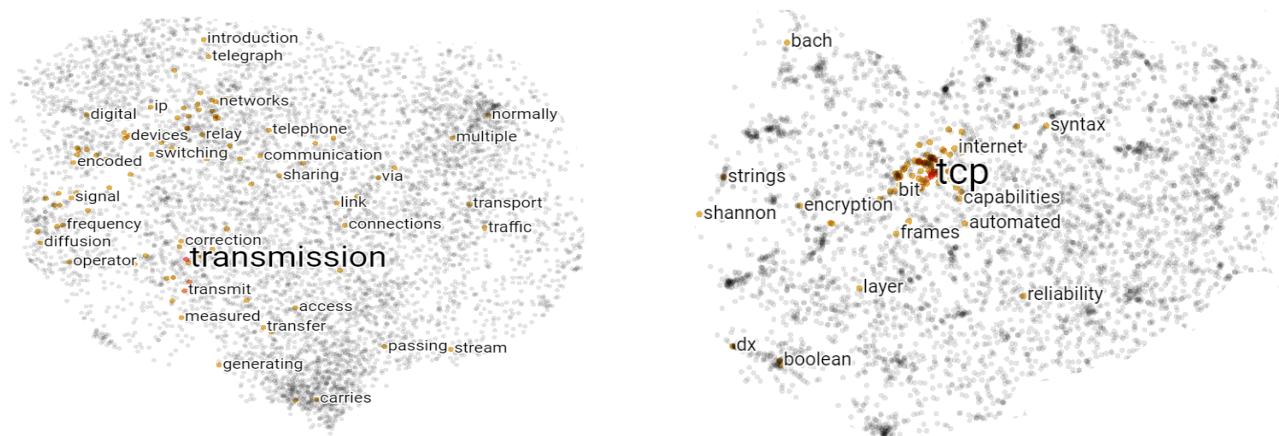 introduction
telegraph
networks
digital
ip
devices
relay
telephone
normally
multiple
switching
encoded
communication
sharing
via
signal
link
transport
frequency
connections
traffic
diffusion
correction
operator
transmission
transmit
access
measured
transfer
passing
stream
generating
carries
bach
syntax
internet
tcp
strings
bit
capabilities
encryption
shannon
automated
frames
layer
reliability
dx
boolean